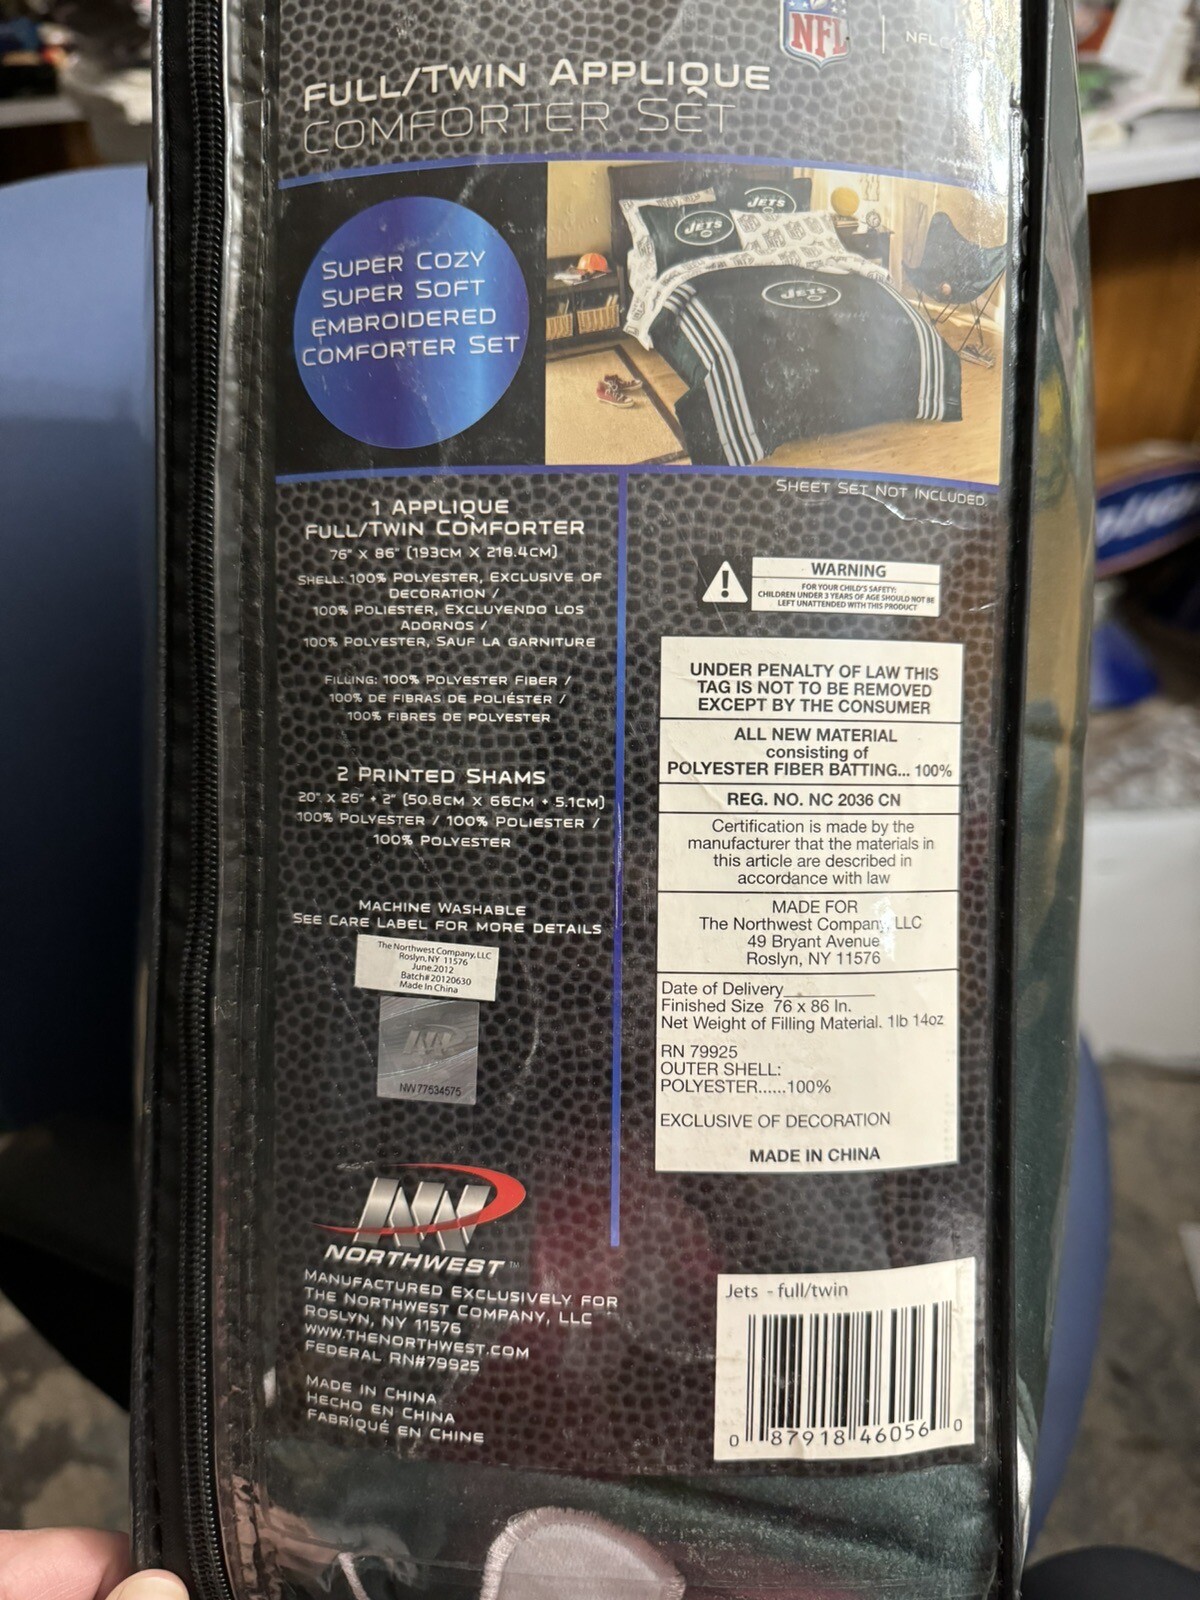 NFL
FULL/TWIN APPLIQUE
COMFORTER SET
SUPER COZY
SUPER SOFT
EMBROIDERED
COMFORTER SET
JETS
JETS
JETS
SHEET SET NOT INCLUDED.
1 APPLIQUE
FULL/TWIN COMFORTER
76" X 86" (193CM X 218.4CM)
SHELL: 100% POLYESTER, EXCLUSIVE OF
DECORATION /
100% POLIESTER, EXCLUYENDO LOS
ADORNOS /
100% POLYESTER, SAUF LA GARNITURE
FILLING: 100% POLYESTER FIBER /
100% DE FIBRAS DE POLIÉSTER /
100% FIBRES DE POLYESTER
2 PRINTED SHAMS
20" X 26" + 2" (50.8CM X 66CM + 5.1CM)
100% POLYESTER / 100% POLIESTER /
100% POLYESTER
MACHINE WASHABLE
SEE CARE LABEL FOR MORE DETAILS
The Northwest Company, LLC
Roslyn, NY 11576
June.2012
Batch# 20120630
Made In China
NW77634575
NORTHWEST™
MANUFACTURED EXCLUSIVELY FOR
THE NORTHWEST COMPANY, LLC
ROSLYN, NY 11576
WWW.THENORTHWEST.COM
FEDERAL RN#79925
MADE IN CHINA
HECHO EN CHINA
FABRIQUÉ EN CHINE
WARNING
FOR YOUR CHILD'S SAFETY:
CHILDREN UNDER 3 YEARS OF AGE SHOULD NOT BE
LEFT UNATTENDED WITH THIS PRODUCT
UNDER PENALTY OF LAW THIS
TAG IS NOT TO BE REMOVED
EXCEPT BY THE CONSUMER
ALL NEW MATERIAL
consisting of
POLYESTER FIBER BATTING... 100%
REG. NO. NC 2036 CN
Certification is made by the
manufacturer that the materials in
this article are described in
accordance with law
MADE FOR
The Northwest Company, LLC
49 Bryant Avenue
Roslyn, NY 11576
Date of Delivery
Finished Size 76 x 86 In.
Net Weight of Filling Material. 1lb 14oz
RN 79925
OUTER SHELL:
POLYESTER......100%
EXCLUSIVE OF DECORATION
MADE IN CHINA
Jets - full/twin
0 87918 46056 0